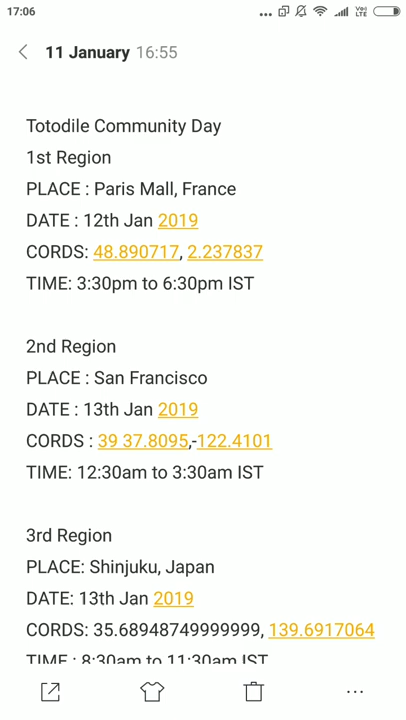 17:06
Vo) LTE
11 January 16:55
Totodile Community Day
1st Region
PLACE : Paris Mall, France
DATE : 12th Jan 2019
CORDS: 48.890717, 2.237837
TIME: 3:30pm to 6:30pm IST
2nd Region
PLACE : San Francisco
DATE : 13th Jan 2019
CORDS : 39 37.8095,-122.4101
TIME: 12:30am to 3:30am IST
3rd Region
PLACE: Shinjuku, Japan
DATE: 13th Jan 2019
CORDS: 35.68948749999999, 139.6917064
TIME : 8:30am to 11:30am IST